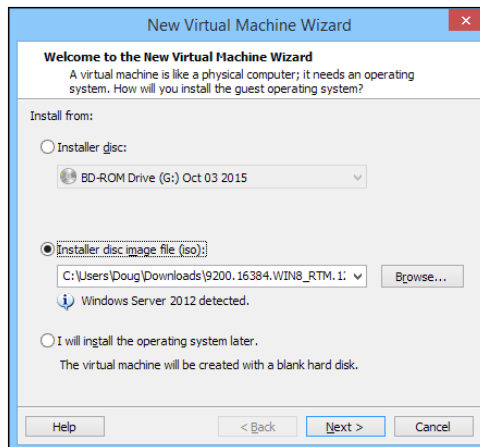 New Virtual Machine Wizard
Welcome to the New Virtual Machine Wizard
A virtual machine is like a physical computer; it needs an operating
system. How will you install the guest operating system?
Install from:
Installer disc:
BD-ROM Drive (G:) Oct 03 2015
Installer disc image file (iso):
C:\Users\Doug\Downloads\9200.16384.WIN8_RTM.12
Browse...
Windows Server 2012 detected.
I will install the operating system later.
The virtual machine will be created with a blank hard disk.
Help
< Back
Next >
Cancel